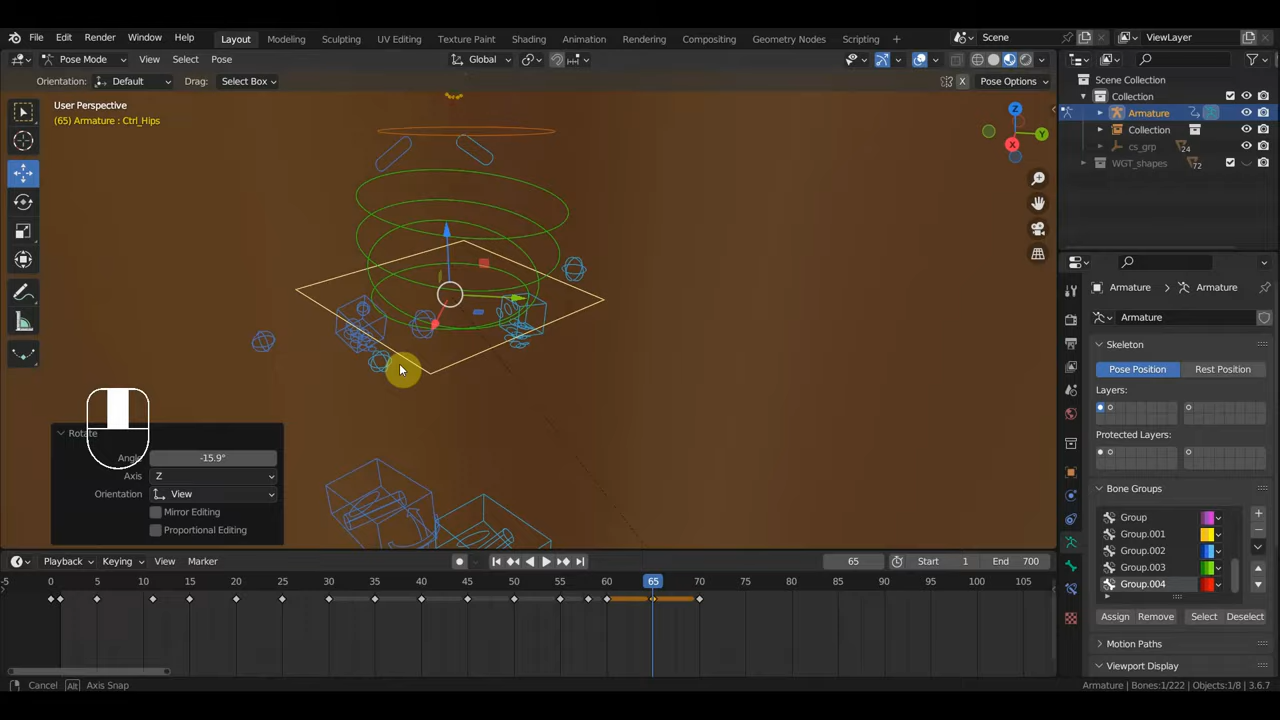 File Edit Render Window Help Layout Modeling Sculpting UV Editing Texture Paint Shading Animation Rendering Compositing Geometry Nodes Scripting + Scene ViewLayer
Pose Mode View Select Pose Global
Orientation: Default Drag: Select Box X Pose Options
User Perspective
(65) Armature : Ctrl_Hips
Z
Y
X
Scene Collection
Collection
Armature
Collection
cs_grp 24
WGT_shapes 72
Armature Armature
Armature
Skeleton
Pose Position Rest Position
Layers:
Protected Layers:
Bone Groups
Group
Group.001
Group.002
Group.003
Group.004
Assign Remove Select Deselect
Motion Paths
Viewport Display
Rotate
Angle -15.9°
Axis Z
Orientation View
Mirror Editing
Proportional Editing
Playback Keying View Marker 65 Start 1 End 700
-5 0 5 10 15 20 25 30 35 40 45 50 55 60 65 70 75 80 85 90 95 100 105
Cancel Alt Axis Snap
Armature | Bones:1/222 | Objects:1/8 | 3.6.7